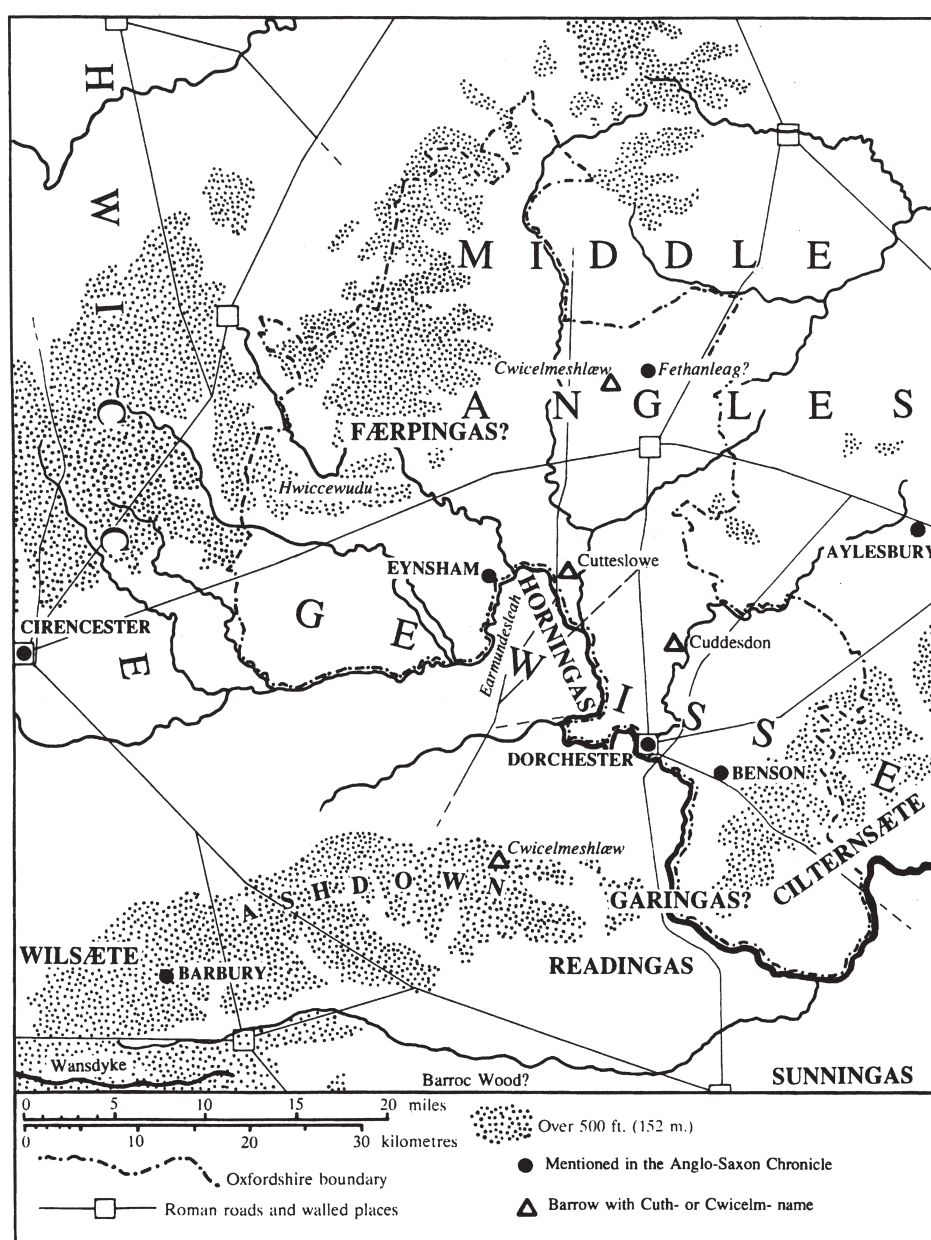 HWICCE
MIDDLE
ANGLES
Cwicelmeshlæw
Fethanleag?
FÆRPINGAS?
Hwiccewudu
AYLESBURY
EYNSHAM
Cutteslowe
HORNINGAS
Earmundesleah
CIRENCESTER
GEWISSE
Cuddesdon
DORCHESTER
BENSON
CILTERNSÆTE
Cwicelmeshlæw
ASHDOWN
GARINGAS?
WILSÆTE
BARBURY
READINGAS
Wansdyke
Barroc Wood?
SUNNINGAS
0 5 10 15 20 miles
0 10 20 30 kilometres
Oxfordshire boundary
Roman roads and walled places
Over 500 ft. (152 m.)
Mentioned in the Anglo-Saxon Chronicle
Barrow with Cuth- or Cwicelm- name